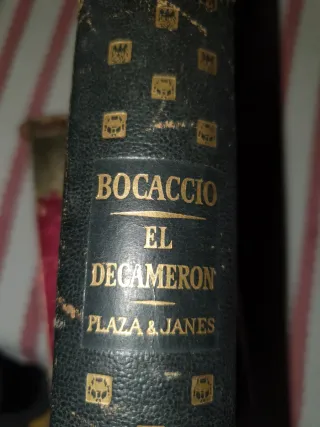 BOCACCIO
EL
DECAMERON
PLAZA & JANES